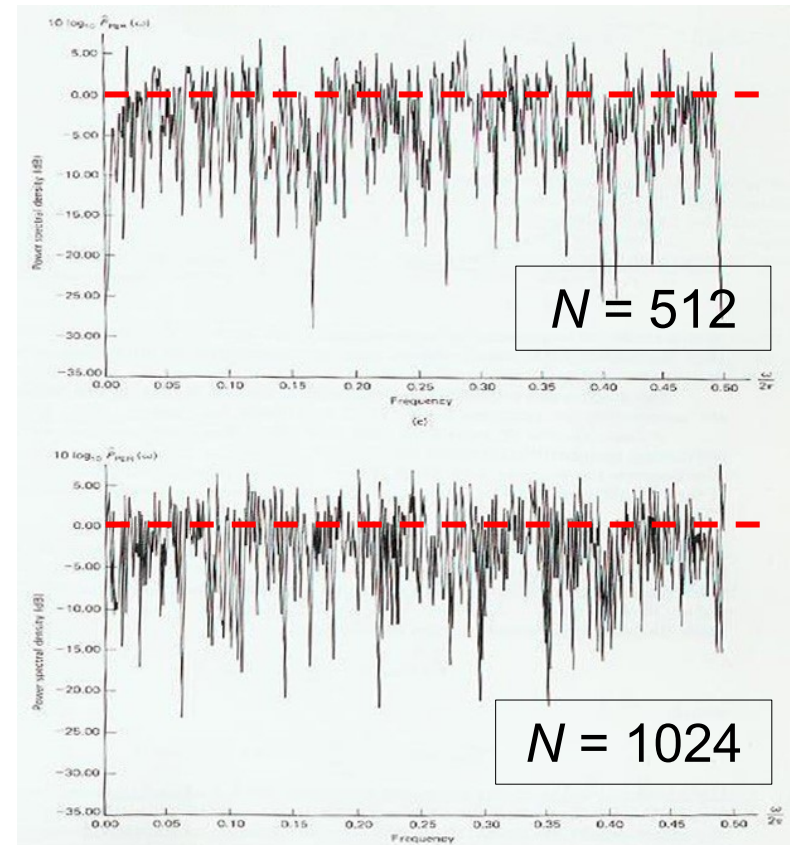 10 log₁₀ P̂_PER (ω)
5.00
0.00
−5.00
−10.00
−15.00
−20.00
−25.00
−30.00
−35.00
Power spectral density (dB)
N = 512
0.00 0.05 0.10 0.15 0.20 0.25 0.30 0.35 0.40 0.45 0.50 ω/2π
Frequency
(e)
10 log₁₀ P̂_PER (ω)
5.00
0.00
−5.00
−10.00
−15.00
−20.00
−25.00
−30.00
−35.00
Power spectral density (dB)
N = 1024
0.00 0.05 0.10 0.15 0.20 0.25 0.30 0.35 0.40 0.45 0.50 ω/2π
Frequency